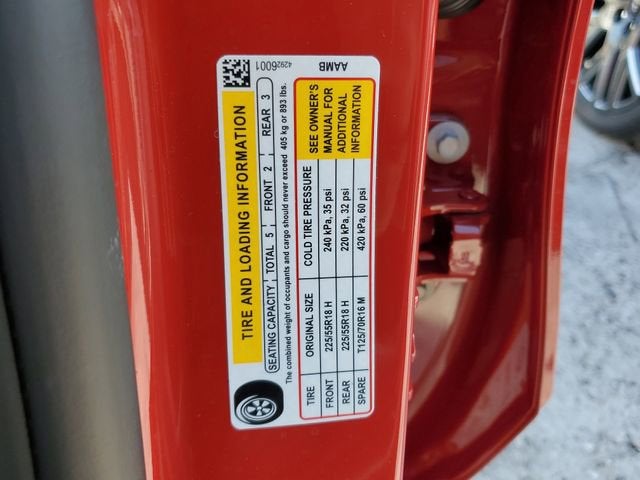 TIRE AND LOADING INFORMATION
SEATING CAPACITY TOTAL 5 FRONT 2 REAR 3
The combined weight of occupants and cargo should never exceed 405 kg or 893 lbs.
TIRE ORIGINAL SIZE COLD TIRE PRESSURE
FRONT 225/55R18 H 240 kPa, 35 psi
REAR 225/55R18 H 220 kPa, 32 psi
SPARE T125/70R16 M 420 kPa, 60 psi
SEE OWNER'S
MANUAL FOR
ADDITIONAL
INFORMATION
42926001
AAMB